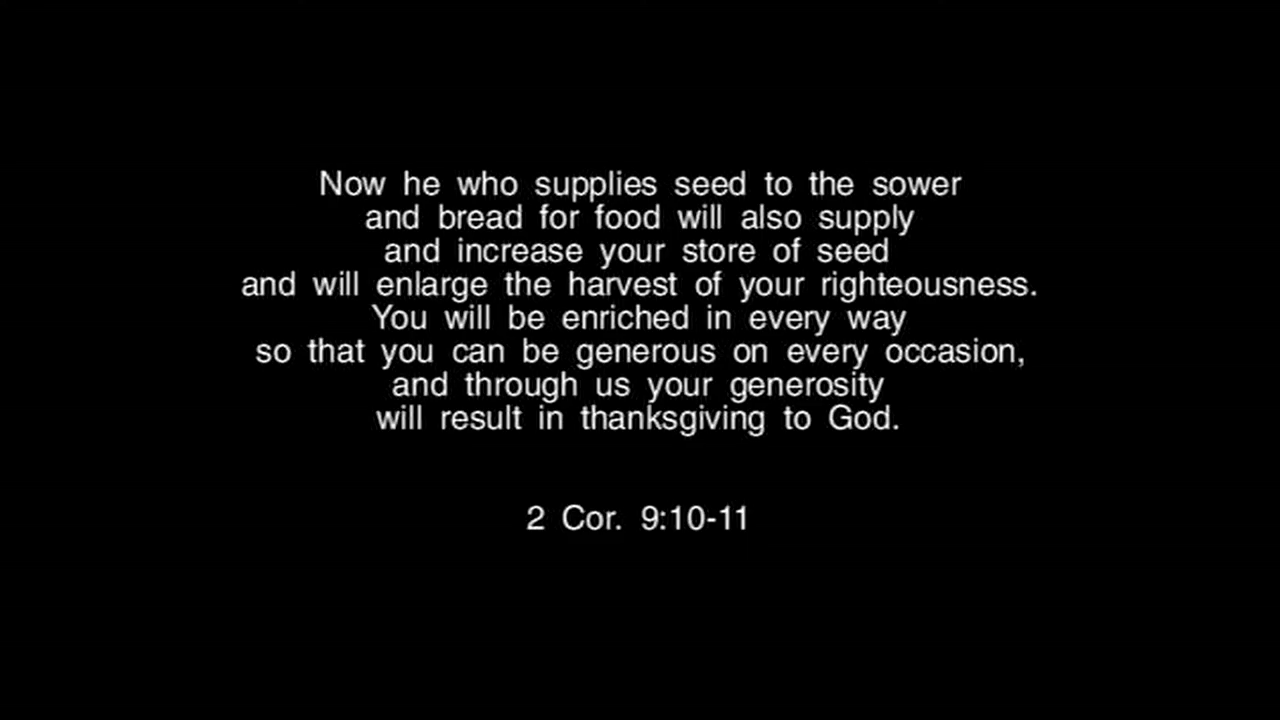 Now he who supplies seed to the sower
and bread for food will also supply
and increase your store of seed
and will enlarge the harvest of your righteousness.
You will be enriched in every way
so that you can be generous on every occasion,
and through us your generosity
will result in thanksgiving to God.
2 Cor. 9:10-11